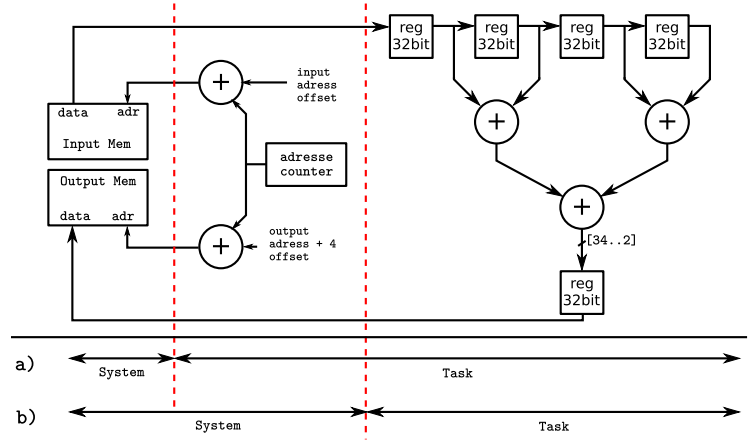 reg
32bit
reg
32bit
reg
32bit
reg
32bit
input
adress
offset
+
data
adr
Input Mem
+
+
adresse
counter
Output Mem
data
adr
+
output
adress + 4
offset
+
[34..2]
reg
32bit
a)
System
Task
b)
System
Task